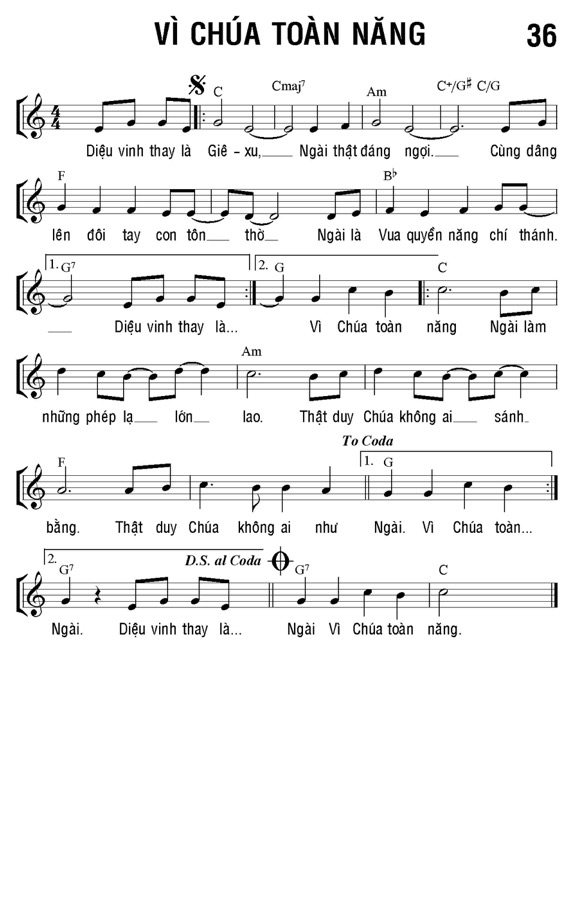 VÌ CHÚA TOÀN NĂNG 36
C Cmaj7 Am C+/G# C/G
Diệu vinh thay là Giê - xu, Ngài thật đáng ngợi. Cùng dâng
F Bb
lên đôi tay con tôn thờ Ngài là Vua quyển năng chí thánh.
1. G7 2. G C
Diệu vinh thay là... Vì Chúa toàn năng Ngài làm
Am
những phép lạ lớn lao. Thật duy Chúa không ai sánh
To Coda
F 1. G
bằng. Thật duy Chúa không ai như Ngài. Vì Chúa toàn...
2. G7 D.S. al Coda G7 C
Ngài. Diệu vinh thay là... Ngài Vì Chúa toàn năng.